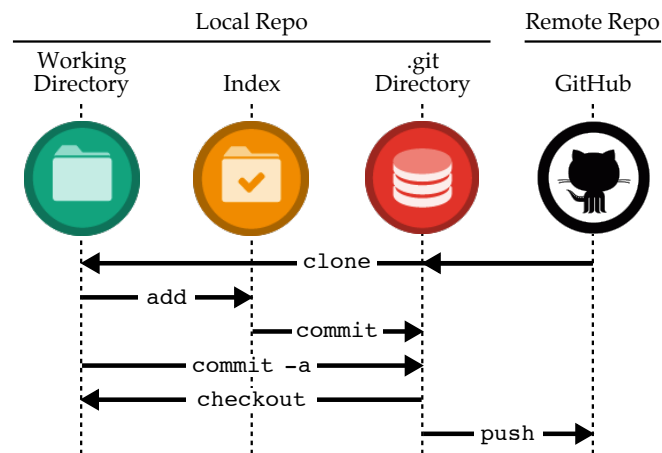 Local Repo
Remote Repo
Working
Directory
Index
.git
Directory
GitHub
clone
add
commit
commit -a
checkout
push